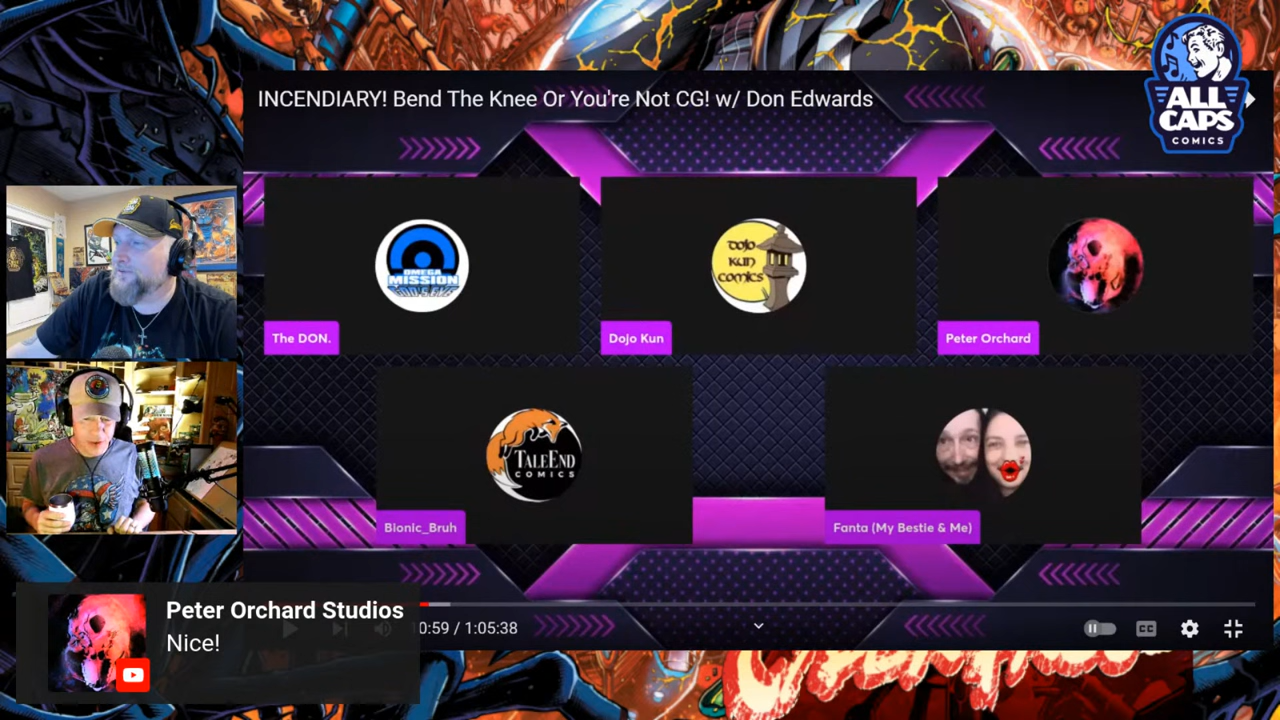 INCENDIARY! Bend The Knee Or You're Not CG! w/ Don Edwards
ALL
CAPS
COMICS
OMEGA
MISSION
The DON.
DOJO
KUN
COMICS
Dojo Kun
Peter Orchard
TALEEND
COMICS
Bionic_Bruh
Fanta (My Bestie & Me)
Peter Orchard Studios
Nice!
0:59 / 1:05:38
CC